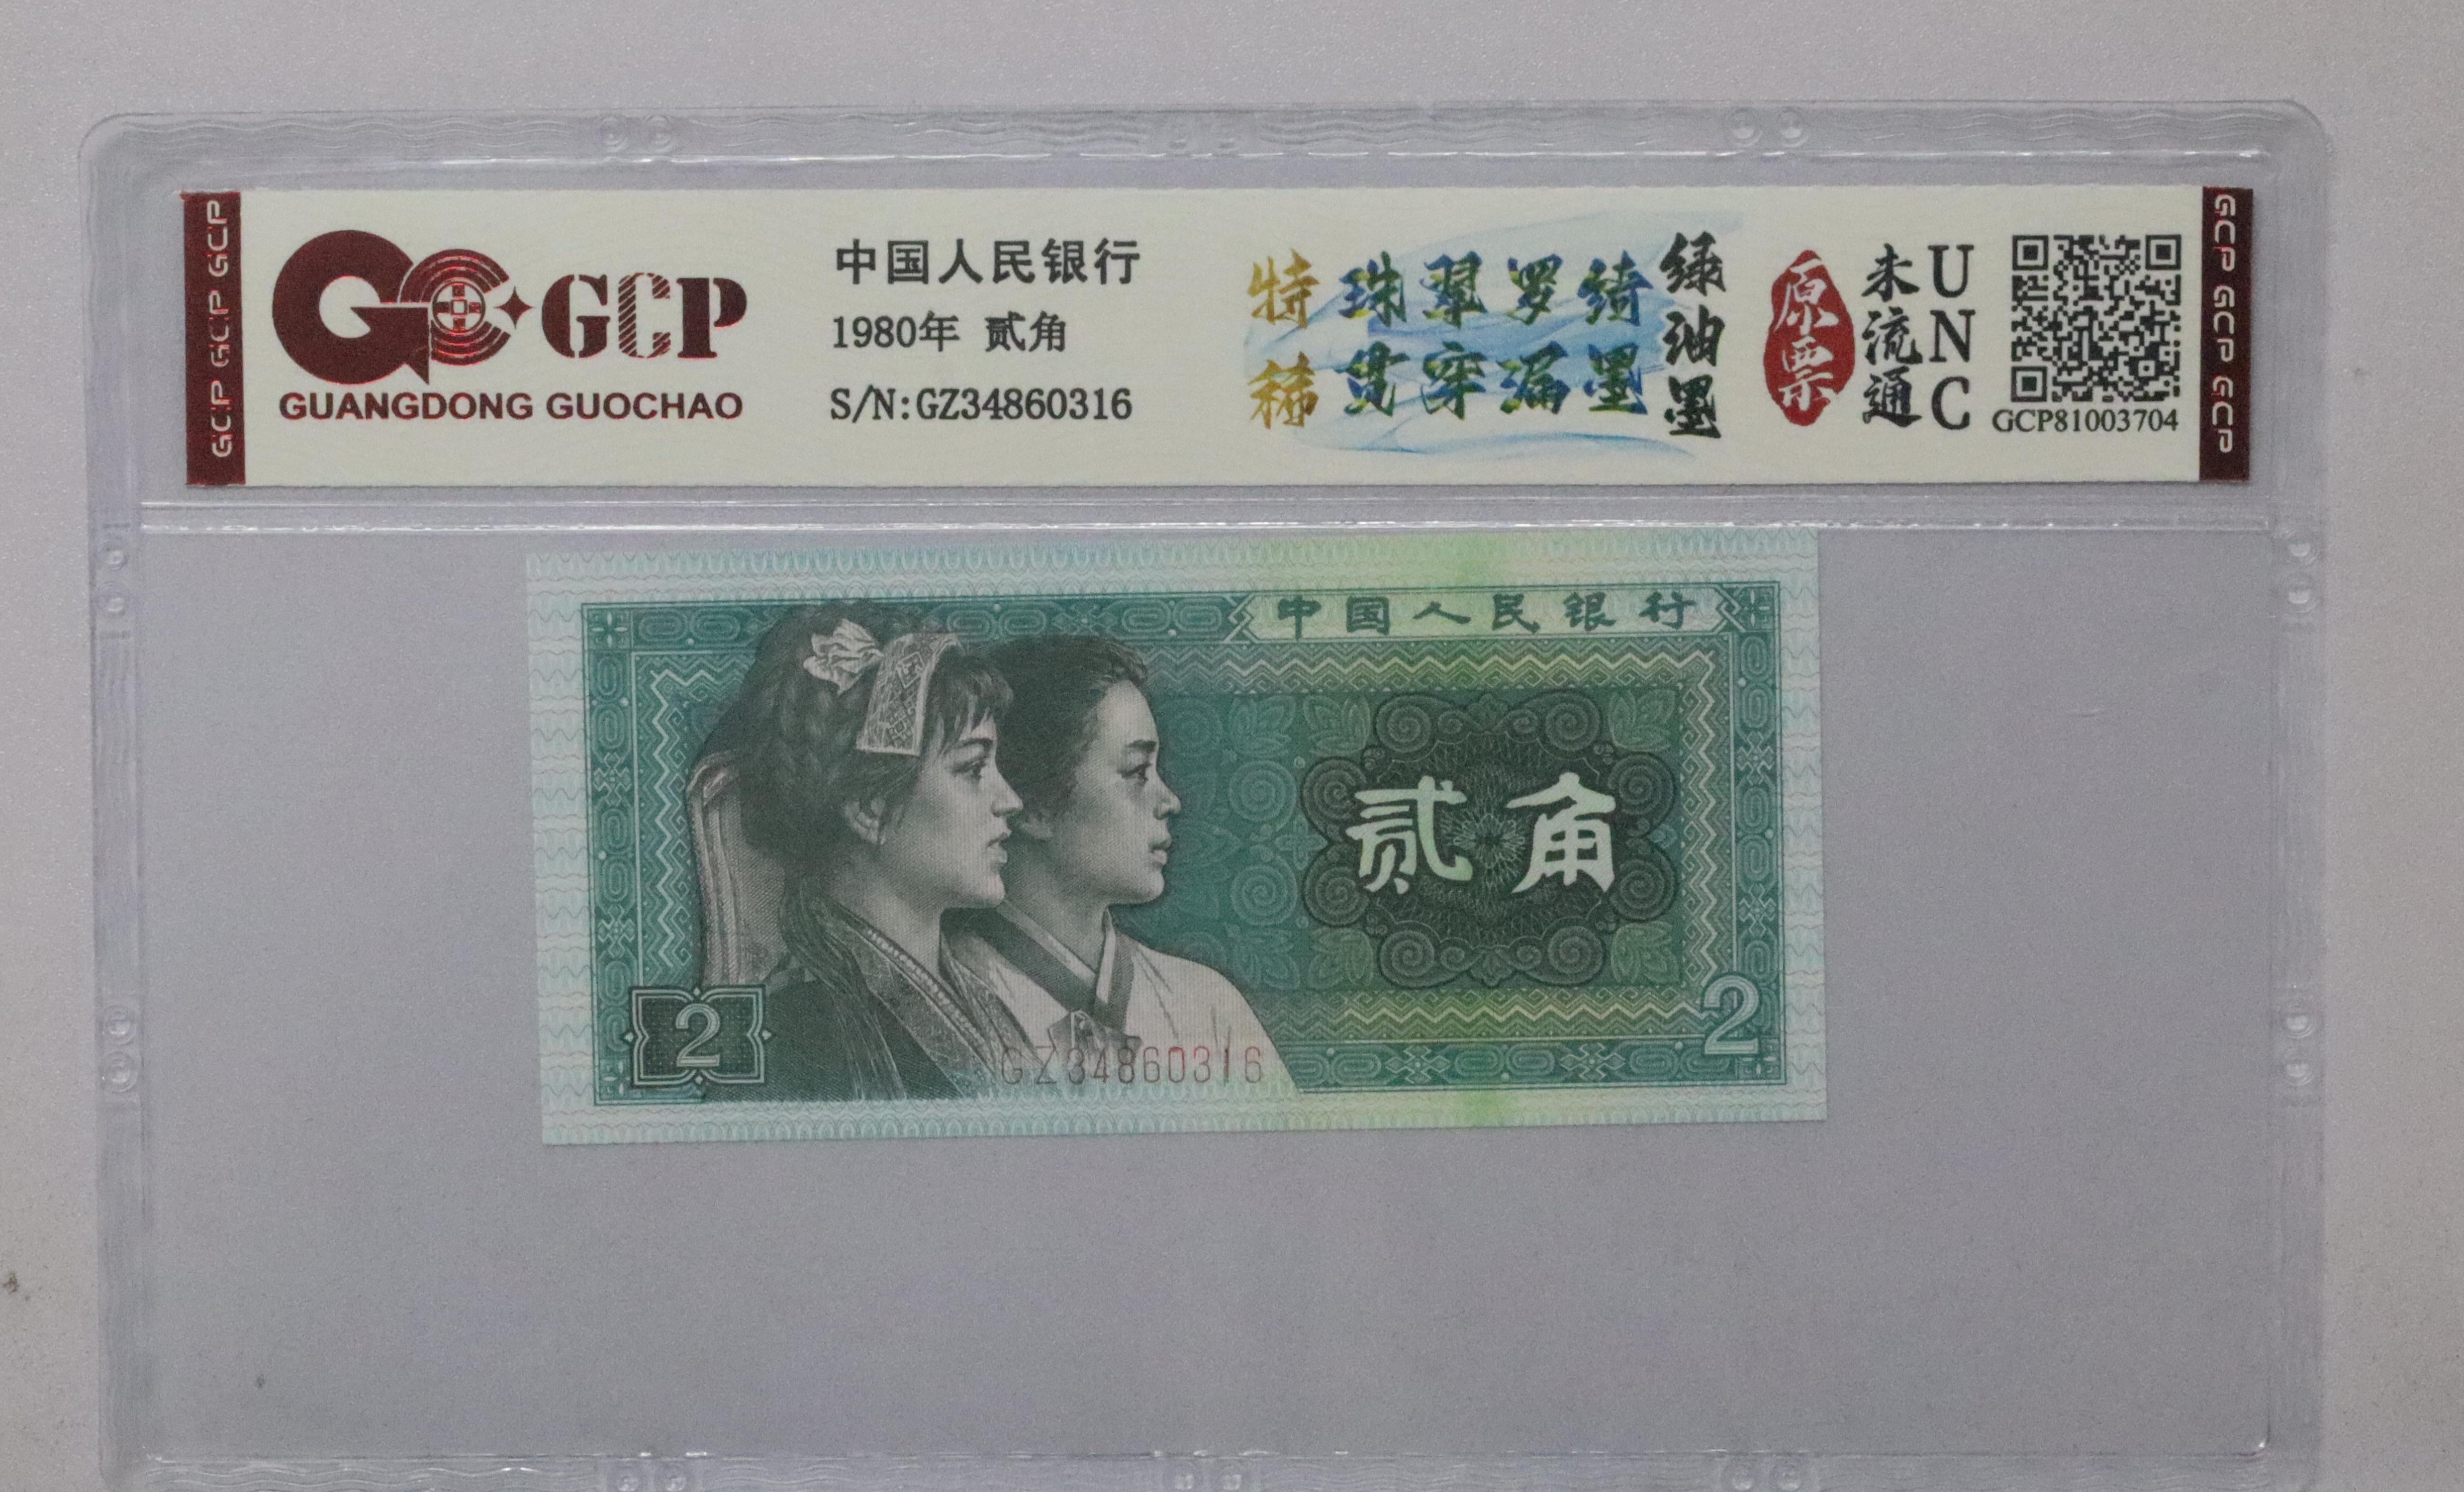 GCP GCP GCP
GCP
GUANGDONG GUOCHAO
中国人民银行
1980年 贰角
S/N:GZ34860316
特稀
珠翠罗绮
贯穿漏墨
绿油墨
原票
未流通
UNC
GCP81003704
GCP GCP GCP
中国人民银行
贰角
2
2
GZ34860316